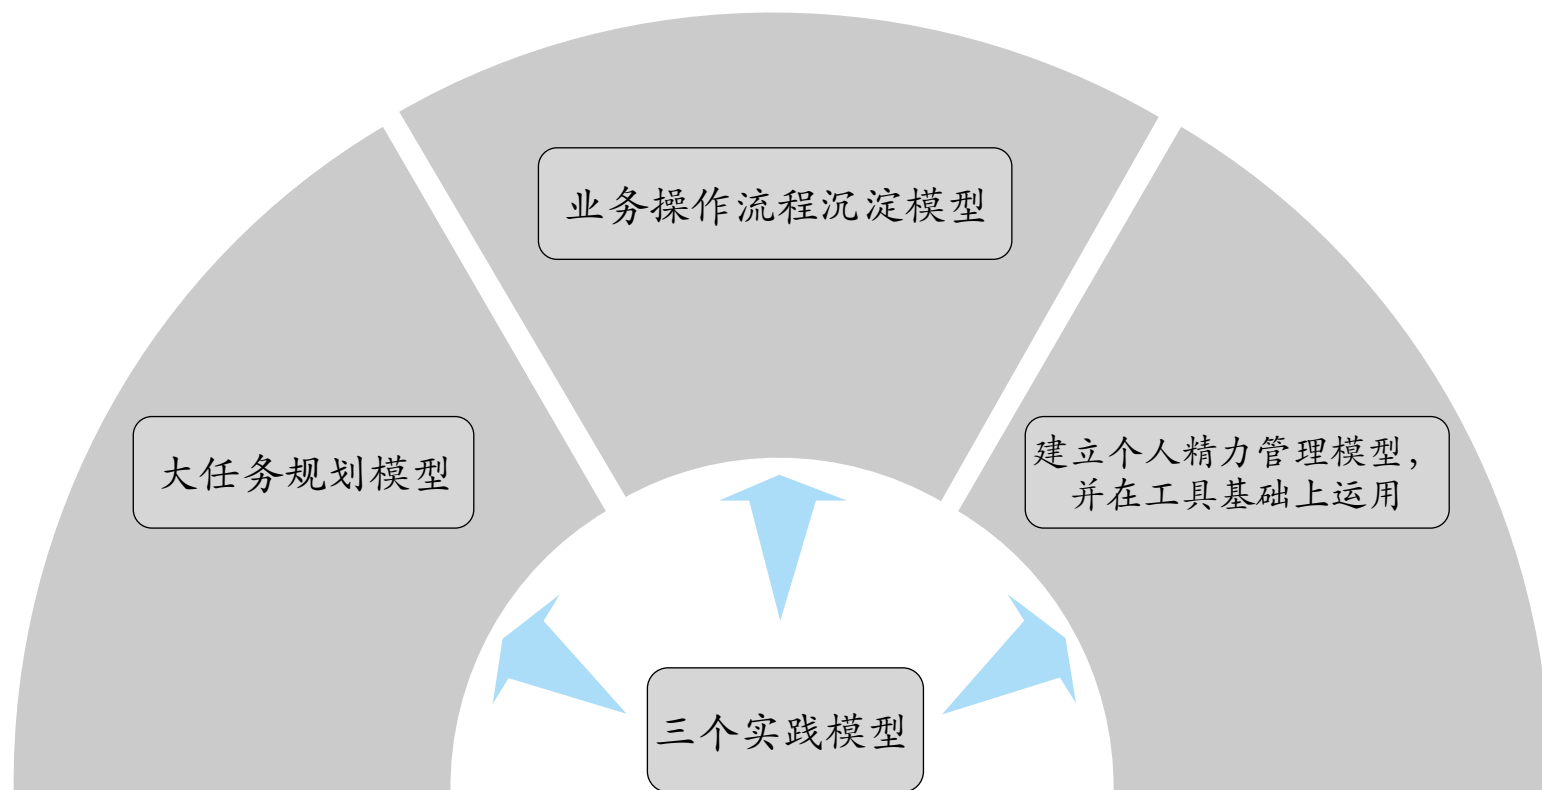 业务操作流程沉淀模型
大任务规划模型
建立个人精力管理模型，
并在工具基础上运用
三个实践模型